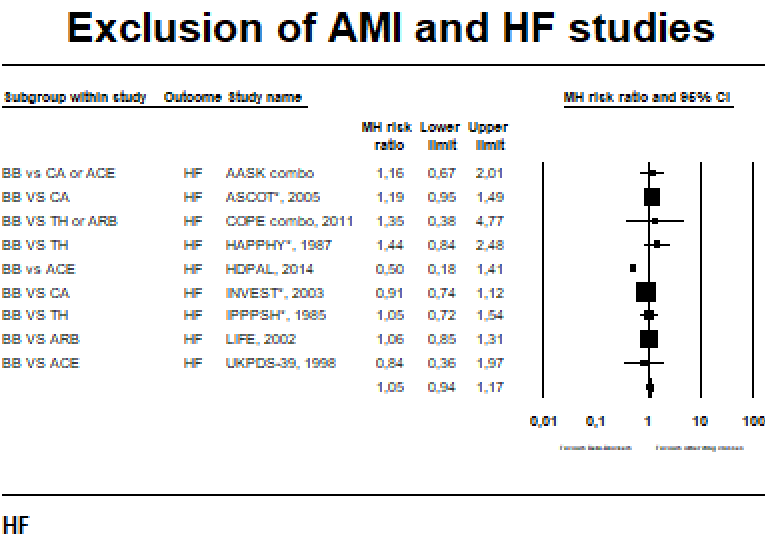 Exclusion of AMI and HF studies
Subgroup within study Outcome Study name MH risk ratio and 95% CI
MH risk Lower Upper
ratio limit limit
BB vs CA or ACE HF AASK combo 1,16 0,67 2,01
BB VS CA HF ASCOT*, 2005 1,19 0,95 1,49
BB VS TH or ARB HF COPE combo, 2011 1,35 0,38 4,77
BB VS TH HF HAPPHY*, 1987 1,44 0,84 2,48
BB vs ACE HF HDPAL, 2014 0,50 0,18 1,41
BB VS CA HF INVEST*, 2003 0,91 0,74 1,12
BB VS TH HF IPPPSH*, 1985 1,05 0,72 1,54
BB VS ARB HF LIFE, 2002 1,06 0,85 1,31
BB VS ACE HF UKPDS-39, 1998 0,84 0,36 1,97
1,05 0,94 1,17
0,01 0,1 1 10 100
Favours Beta-blockers
HF